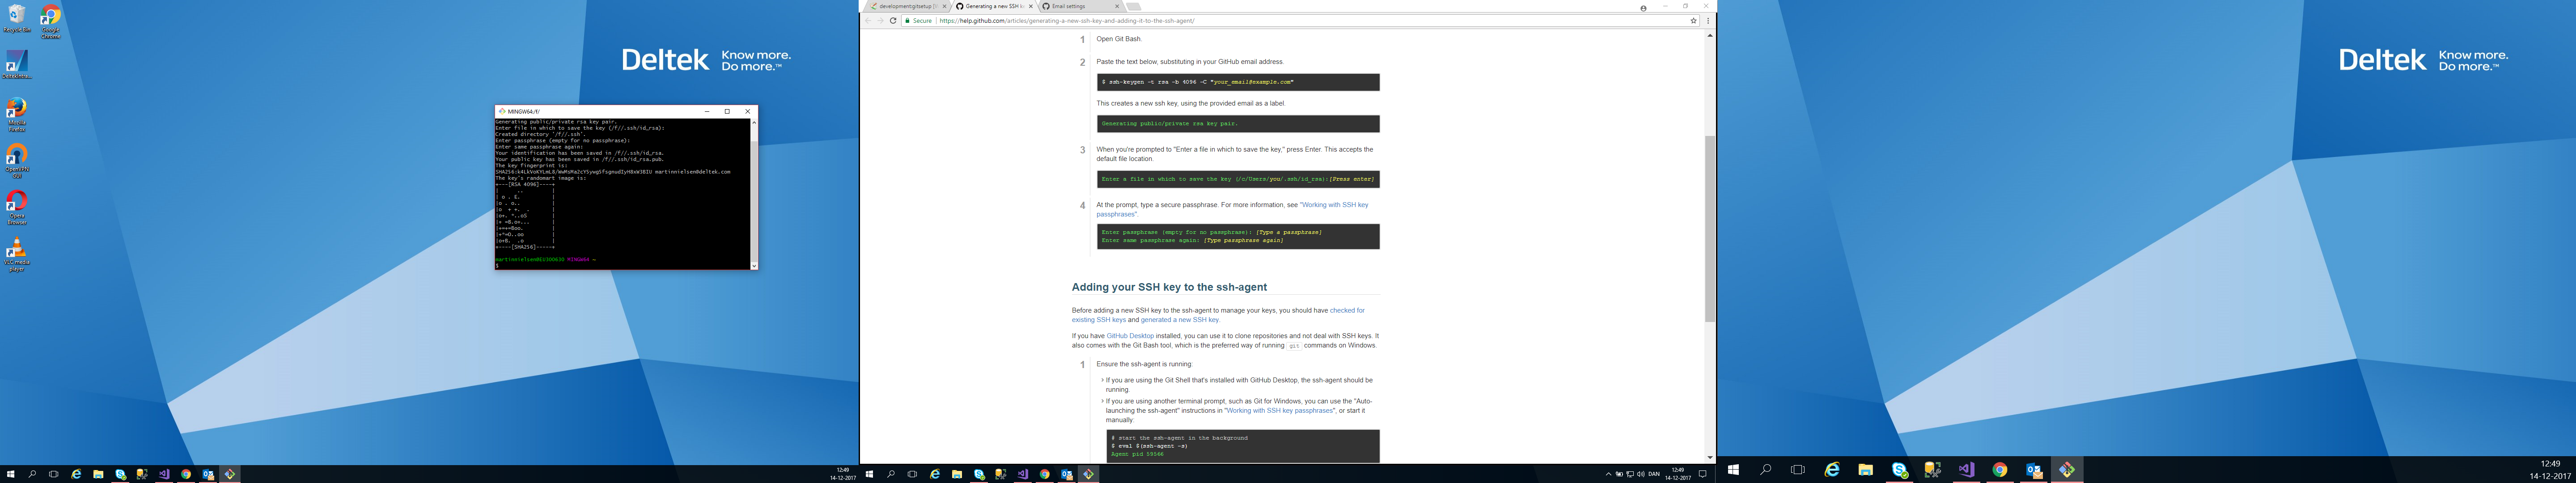 Recycle Bin
Google
Chrome
Mozilla
Firefox
OpenVPN
GUI
Opera
Browser
VLC media
player
Deltek Know more.
Do more.™
MINGW64:/f/
Generating public/private rsa key pair.
Enter file in which to save the key (/f//.ssh/id_rsa):
Created directory '/f//.ssh'.
Enter passphrase (empty for no passphrase):
Enter same passphrase again:
Your identification has been saved in /f//.ssh/id_rsa.
Your public key has been saved in /f//.ssh/id_rsa.pub.
The key fingerprint is:
martinnielsen@deltek.com
The key's randomart image is:
+---[RSA 4096]----+
+----[SHA256]-----+
MINGW64 ~
$
12:49
14-12-2017
development:gitsetup
Generating a new SSH
Email settings
Secure https://help.github.com/articles/generating-a-new-ssh-key-and-adding-it-to-the-ssh-agent/
1 Open Git Bash.
2 Paste the text below, substituting in your GitHub email address.
$ ssh-keygen -t rsa -b 4096 -C "your_email@example.com"
This creates a new ssh key, using the provided email as a label.
Generating public/private rsa key pair.
3 When you're prompted to "Enter a file in which to save the key," press Enter. This accepts the
default file location.
Enter a file in which to save the key (/c/Users/you/.ssh/id_rsa):[Press enter]
4 At the prompt, type a secure passphrase. For more information, see "Working with SSH key
passphrases".
Enter passphrase (empty for no passphrase): [Type a passphrase]
Enter same passphrase again: [Type passphrase again]
Adding your SSH key to the ssh-agent
Before adding a new SSH key to the ssh-agent to manage your keys, you should have checked for
existing SSH keys and generated a new SSH key.
If you have GitHub Desktop installed, you can use it to clone repositories and not deal with SSH keys. It
also comes with the Git Bash tool, which is the preferred way of running git commands on Windows.
1 Ensure the ssh-agent is running:
If you are using the Git Shell that's installed with GitHub Desktop, the ssh-agent should be
running.
If you are using another terminal prompt, such as Git for Windows, you can use the "Auto-
launching the ssh-agent" instructions in "Working with SSH key passphrases", or start it
manually:
# start the ssh-agent in the background
$ eval $(ssh-agent -s)
Agent pid 59566
DAN
12:49
14-12-2017
Deltek Know more.
Do more.™
12:49
14-12-2017